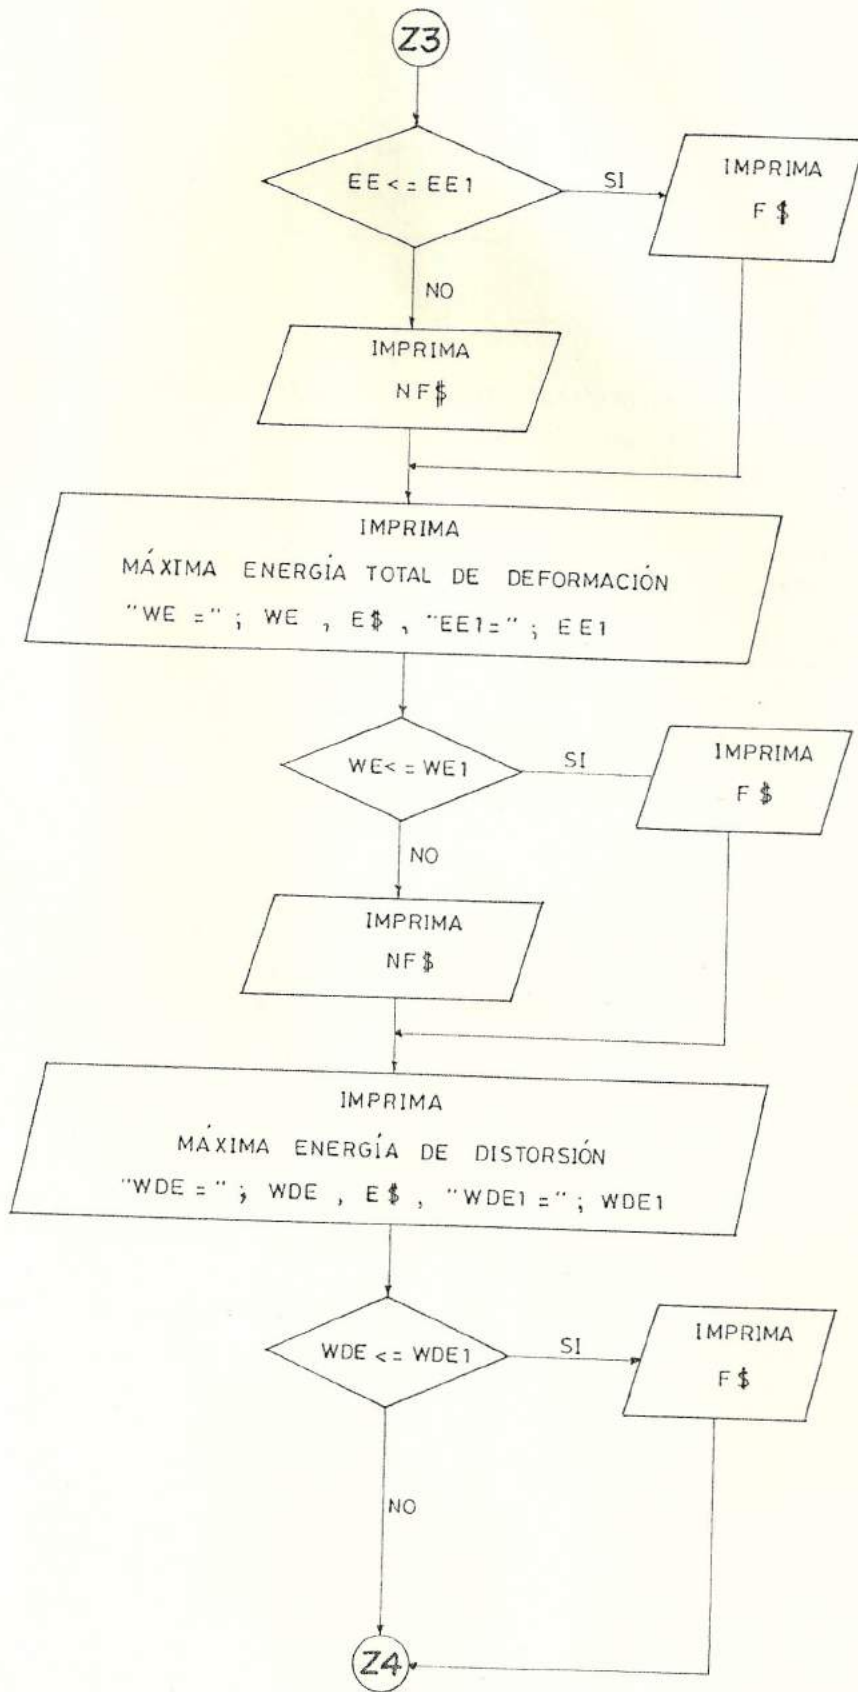 Z3
EE <= EE1
SI
IMPRIMA
F$
NO
IMPRIMA
NF$
IMPRIMA
MÁXIMA ENERGÍA TOTAL DE DEFORMACIÓN
"WE ="; WE , E$ , "EE1="; EE1
WE<= WE1
SI
IMPRIMA
F$
NO
IMPRIMA
NF$
IMPRIMA
MÁXIMA ENERGÍA DE DISTORSIÓN
"WDE ="; WDE , E$ , "WDE1 ="; WDE1
WDE <= WDE1
SI
IMPRIMA
F$
NO
Z4